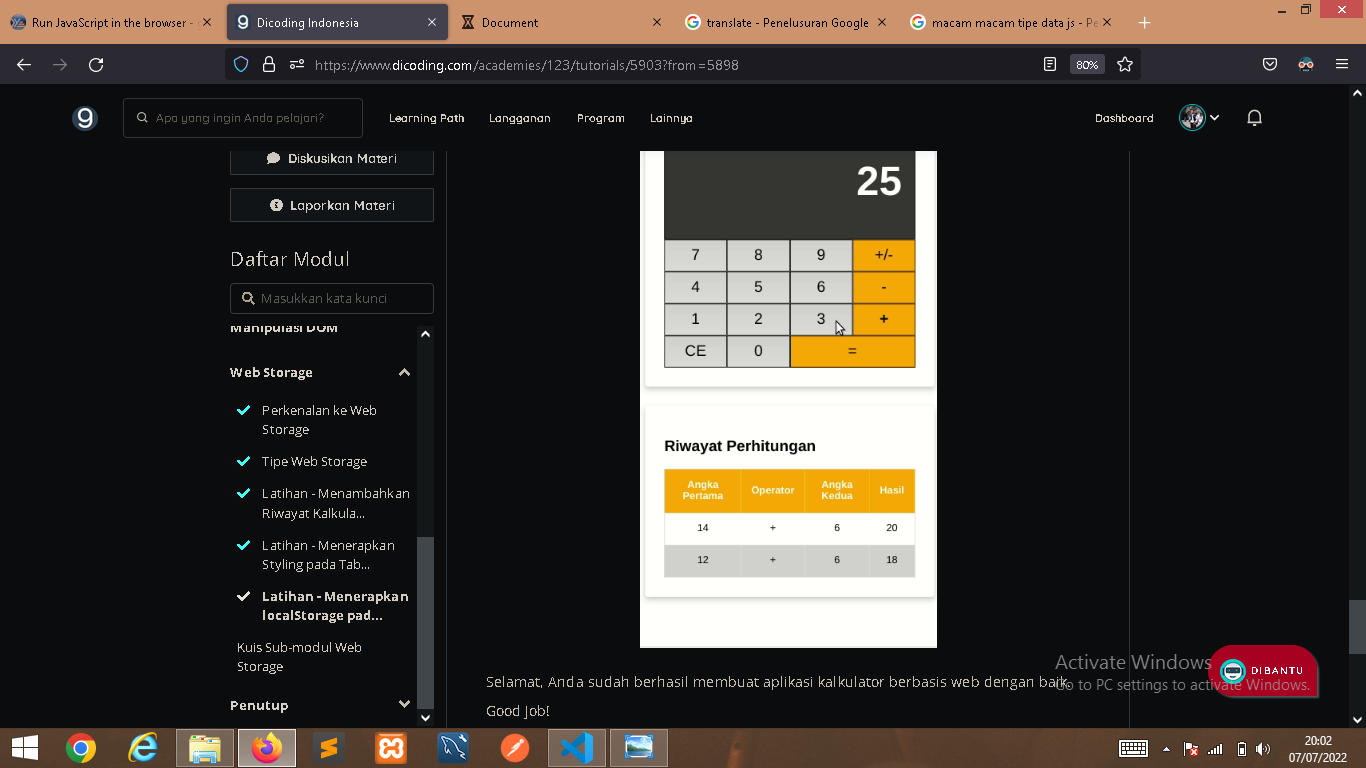 Run JavaScript in the browser -
Dicoding Indonesia
Document
translate - Penelusuran Google
macam macam tipe data js - Pe
https://www.dicoding.com/academies/123/tutorials/5903?from=5898
80%
Apa yang ingin Anda pelajari?
Learning Path
Langganan
Program
Lainnya
Dashboard
Diskusikan Materi
Laporkan Materi
Daftar Modul
Masukkan kata kunci
Manipulasi DOM
Web Storage
Perkenalan ke Web
Storage
Tipe Web Storage
Latihan - Menambahkan
Riwayat Kalkula...
Latihan - Menerapkan
Styling pada Tab...
Latihan - Menerapkan
localStorage pad...
Kuis Sub-modul Web
Storage
Penutup
25
7 8 9 +/-
4 5 6 -
1 2 3 +
CE 0 =
Riwayat Perhitungan
Angka Pertama Operator Angka Kedua Hasil
14 + 6 20
12 + 6 18
Selamat, Anda sudah berhasil membuat aplikasi kalkulator berbasis web dengan baik.
Good Job!
Activate Windows
Go to PC settings to activate Windows.
DIBANTU
20:02
07/07/2022